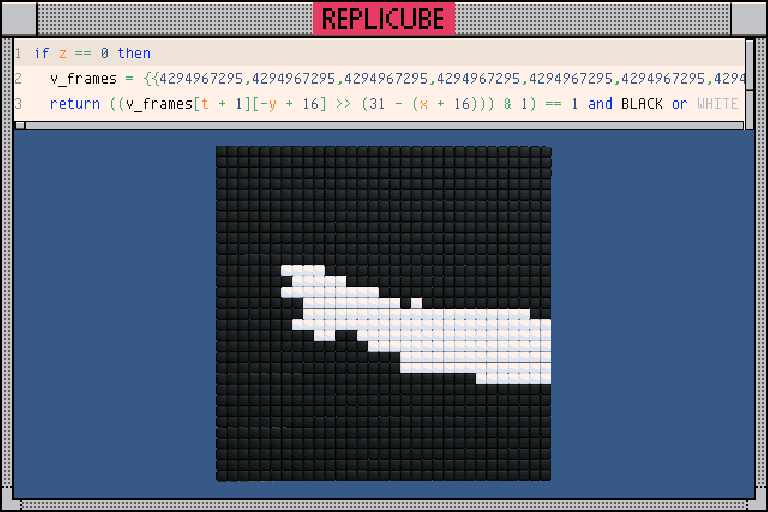 REPLICUBE
1 if z == 0 then
2 v_frames = {{4294967295,4294967295,4294967295,4294967295,4294967295,4294967295,4294
3 return ((v_frames[t + 1][-y + 16] >> (31 - (x + 16))) & 1) == 1 and BLACK or WHITE